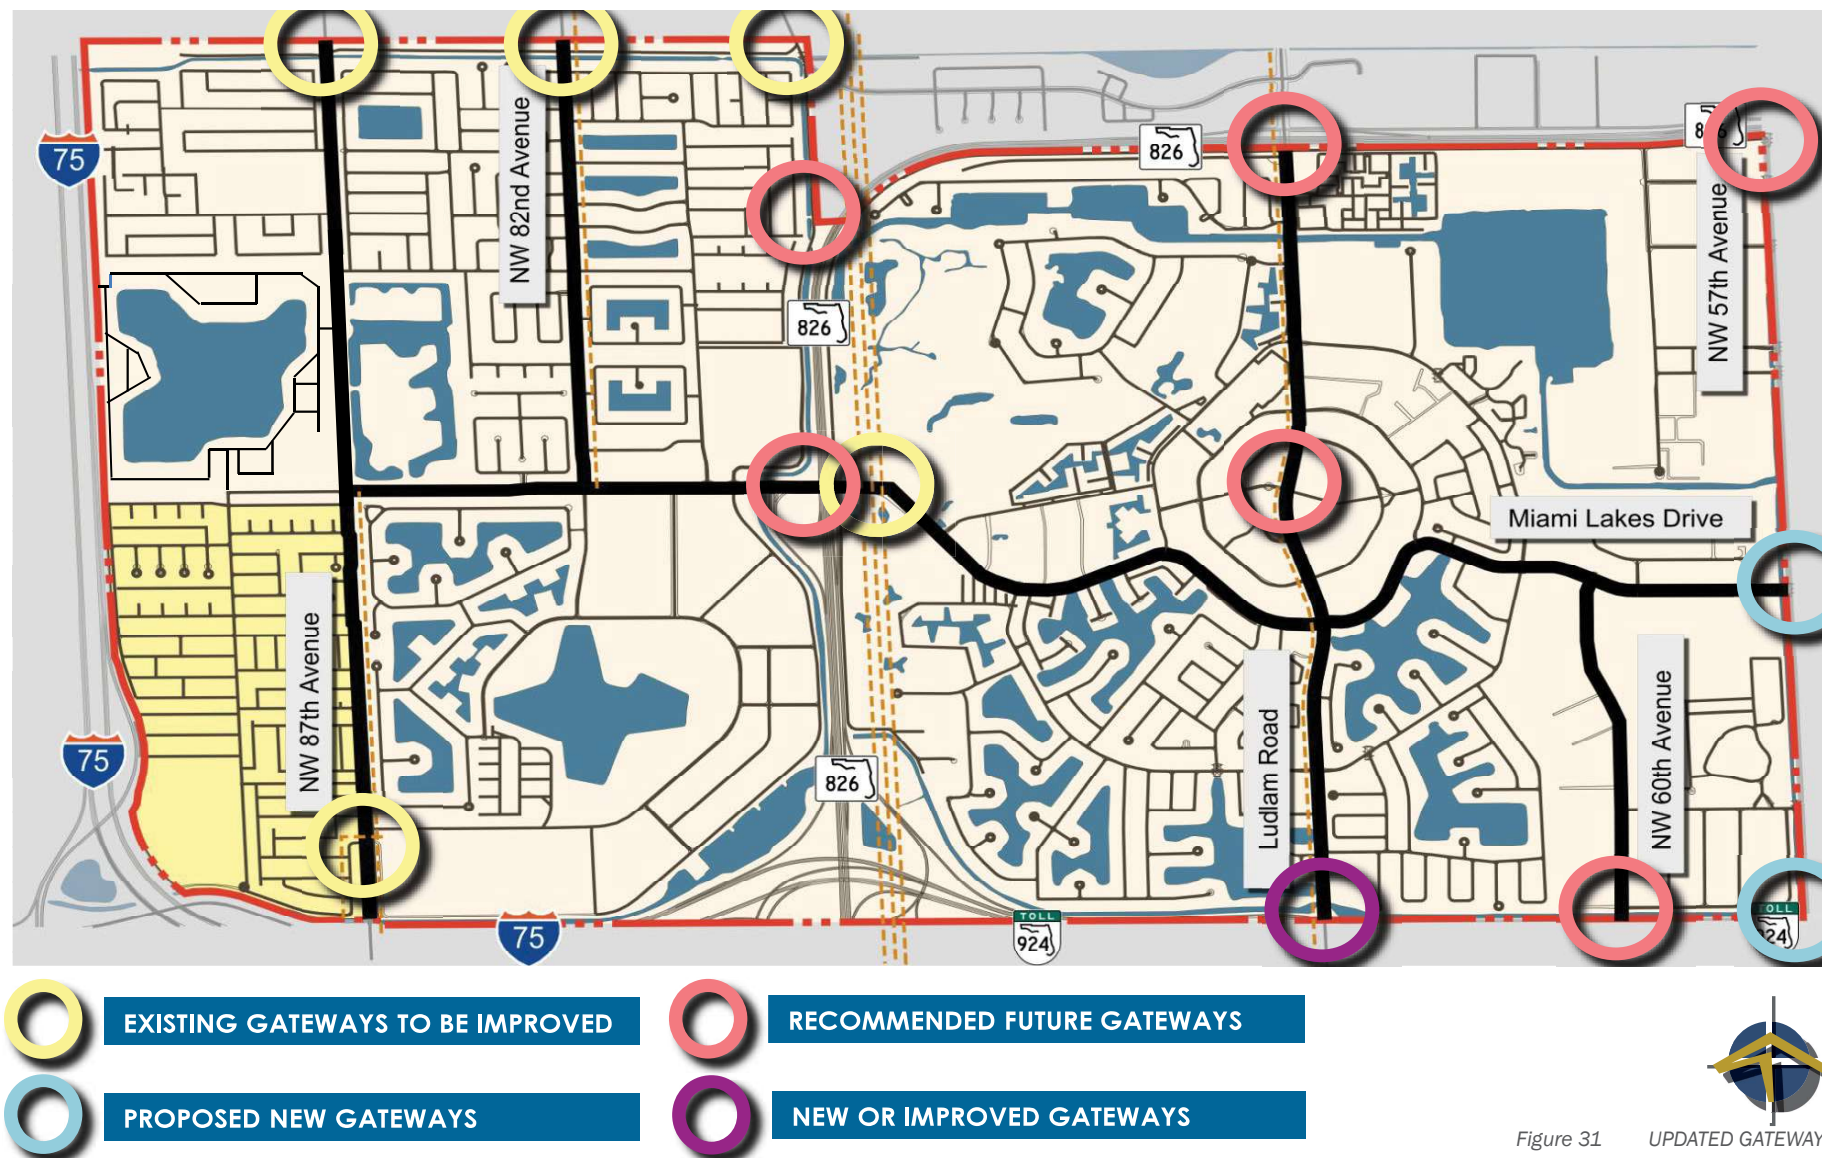 75
NW 82nd Avenue
826
826
NW 57th Avenue
826
Miami Lakes Drive
NW 87th Avenue
75
826
Ludlam Road
NW 60th Avenue
75
TOLL
924
TOLL
24
EXISTING GATEWAYS TO BE IMPROVED
RECOMMENDED FUTURE GATEWAYS
PROPOSED NEW GATEWAYS
NEW OR IMPROVED GATEWAYS
Figure 31 UPDATED GATEWAY